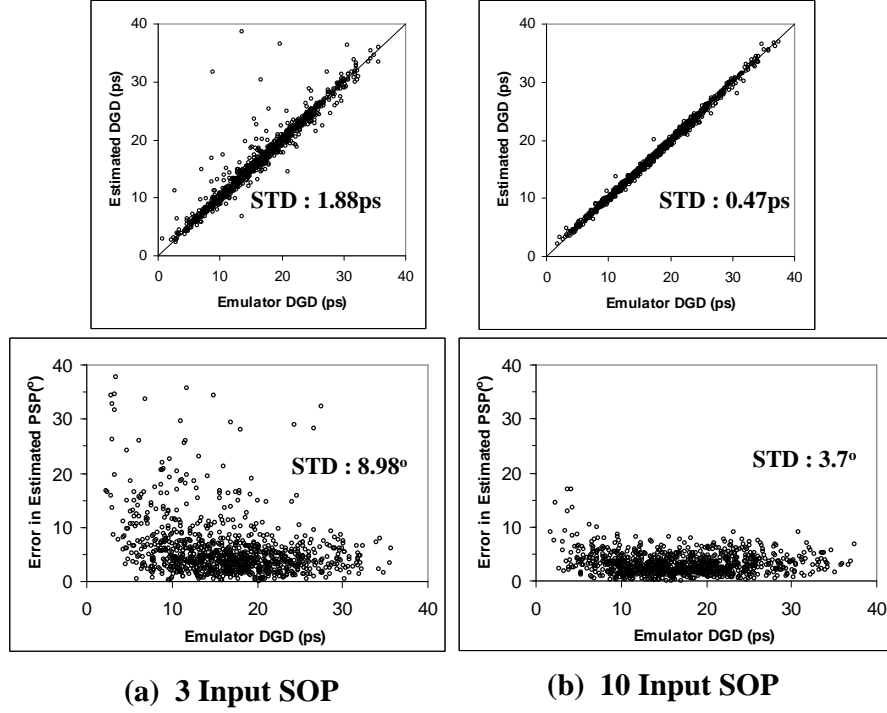 40
30
20
10
0
Estimated DGD (ps)
STD : 1.88ps
0 10 20 30 40
Emulator DGD (ps)
40
30
20
10
0
Estimated DGD (ps)
STD : 0.47ps
0 10 20 30 40
Emulator DGD (ps)
40
30
20
10
0
Error in Estimated PSP(°)
STD : 8.98°
0 10 20 30 40
Emulator DGD (ps)
40
30
20
10
0
Error in Estimated PSP(°)
STD : 3.7°
0 10 20 30 40
Emulator DGD (ps)
(a) 3 Input SOP
(b) 10 Input SOP